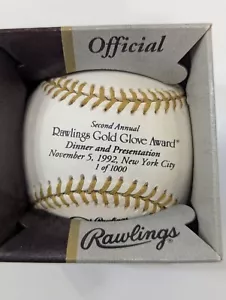 Official
Second Annual
Rawlings Gold Glove Award®
Dinner and Presentation
November 5, 1992, New York City
1 of 1000
Rawlings